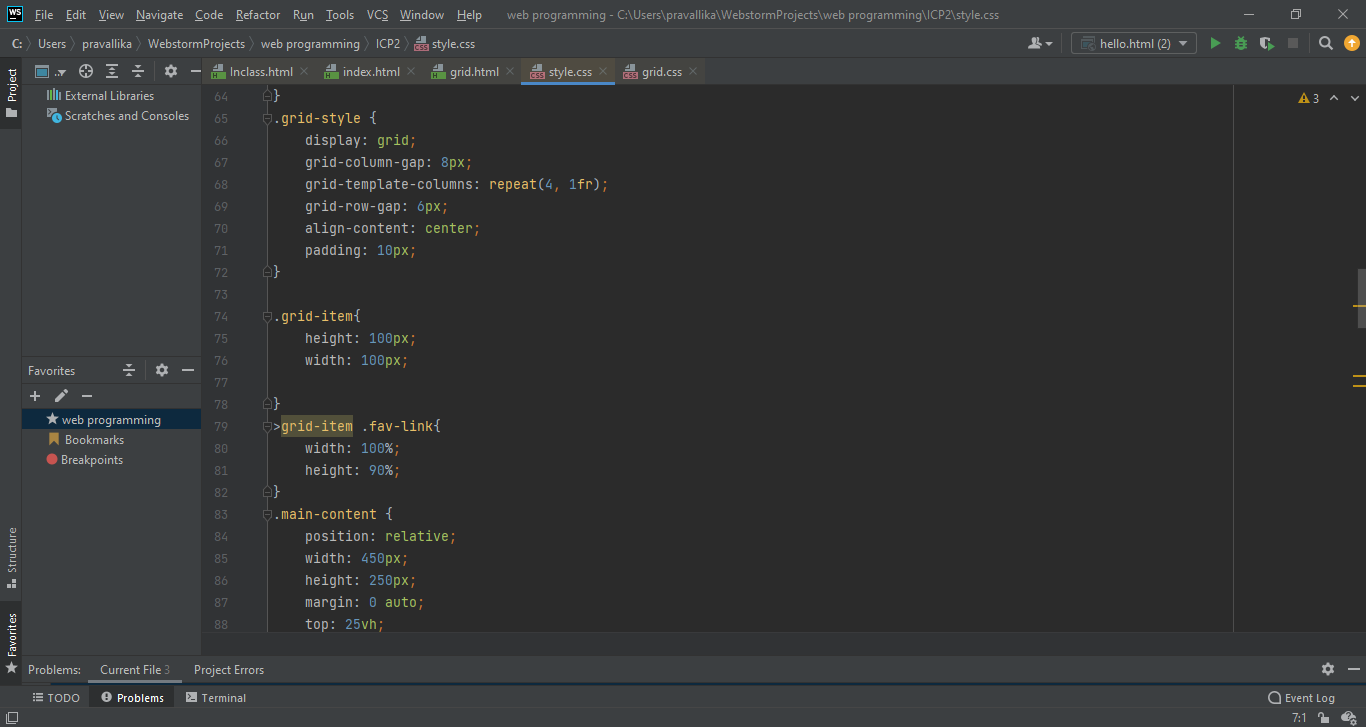 WS File Edit View Navigate Code Refactor Run Tools VCS Window Help web programming - C:\Users\pravallika\WebstormProjects\web programming\ICP2\style.css
C: Users pravallika WebstormProjects web programming ICP2 style.css hello.html (2)
Project
Inclass.html index.html grid.html style.css grid.css
External Libraries
Scratches and Consoles
3
64 }
65 .grid-style {
66 display: grid;
67 grid-column-gap: 8px;
68 grid-template-columns: repeat(4, 1fr);
69 grid-row-gap: 6px;
70 align-content: center;
71 padding: 10px;
72 }
73
74 .grid-item{
75 height: 100px;
76 width: 100px;
77
78 }
79 >grid-item .fav-link{
80 width: 100%;
81 height: 90%;
82 }
83 .main-content {
84 position: relative;
85 width: 450px;
86 height: 250px;
87 margin: 0 auto;
88 top: 25vh;
Favorites
web programming
Bookmarks
Breakpoints
Structure
Favorites
Problems: Current File 3 Project Errors
TODO Problems Terminal Event Log
7:1